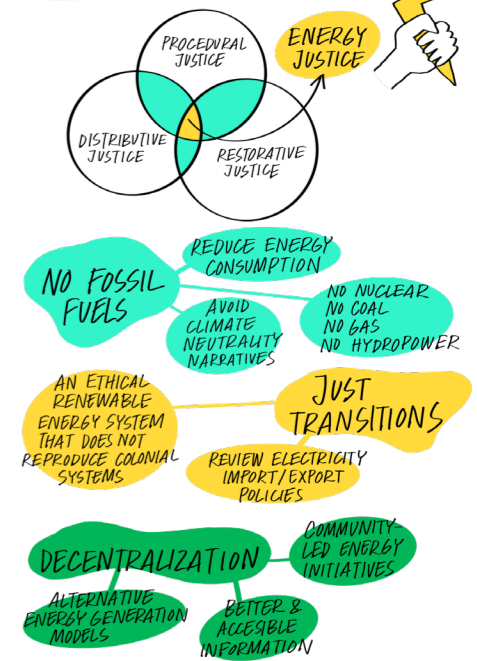 PROCEDURAL
JUSTICE
ENERGY
JUSTICE
DISTRIBUTIVE
JUSTICE
RESTORATIVE
JUSTICE
NO FOSSIL
FUELS
REDUCE ENERGY
CONSUMPTION
AVOID
CLIMATE
NEUTRALITY
NARRATIVES
NO NUCLEAR
NO COAL
NO GAS
NO HYDROPOWER
AN ETHICAL
RENEWABLE
ENERGY SYSTEM
THAT DOES NOT
REPRODUCE COLONIAL
SYSTEMS
JUST
TRANSITIONS
REVIEW ELECTRICITY
IMPORT/EXPORT
POLICIES
DECENTRALIZATION
COMMUNITY-
LED ENERGY
INITIATIVES
ALTERNATIVE
ENERGY GENERATION
MODELS
BETTER &
ACCESIBLE
INFORMATION